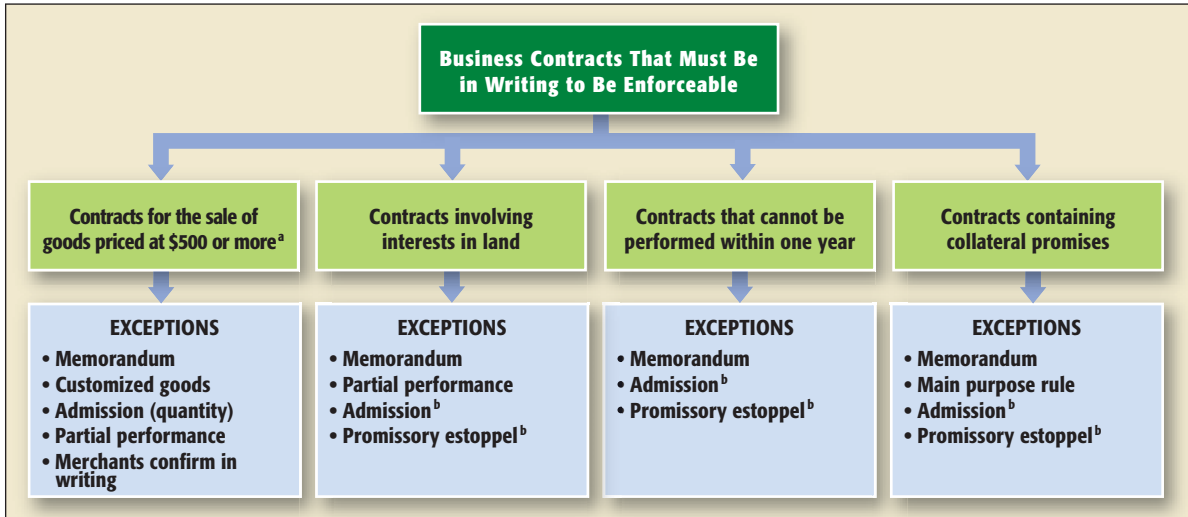 Business Contracts That Must Be
in Writing to Be Enforceable
Contracts for the sale of
goods priced at $500 or more a
EXCEPTIONS
• Memorandum
• Customized goods
• Admission (quantity)
• Partial performance
• Merchants confirm in
writing
Contracts involving
interests in land
EXCEPTIONS
• Memorandum
• Partial performance
• Admission b
• Promissory estoppel b
Contracts that cannot be
performed within one year
EXCEPTIONS
• Memorandum
• Admission b
• Promissory estoppel b
Contracts containing
collateral promises
EXCEPTIONS
• Memorandum
• Main purpose rule
• Admission b
• Promissory estoppel b